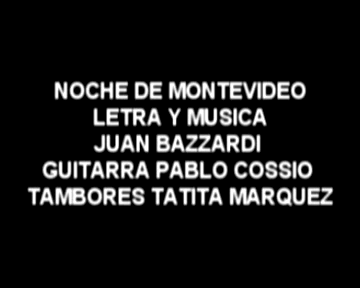 NOCHE DE MONTEVIDEO
LETRA Y MUSICA
JUAN BAZZARDI
GUITARRA PABLO COSSIO
TAMBORES TATITA MARQUEZ